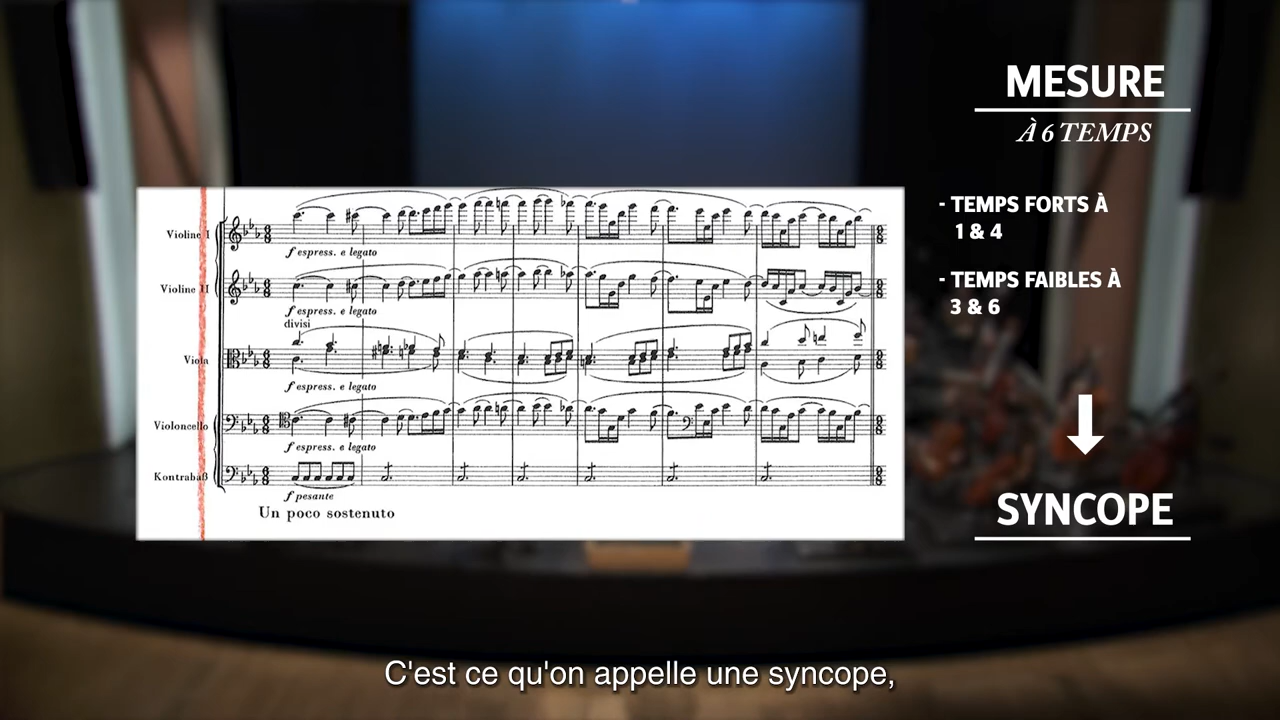 MESURE
À 6 TEMPS
- TEMPS FORTS À
1 & 4
- TEMPS FAIBLES À
3 & 6
SYNCOPE
Violine I
f espress. e legato
Violine II
f espress. e legato
divisi
Viola
f espress. e legato
Violoncello
f espress. e legato
Kontrabaß
f pesante
Un poco sostenuto
C'est ce qu'on appelle une syncope,